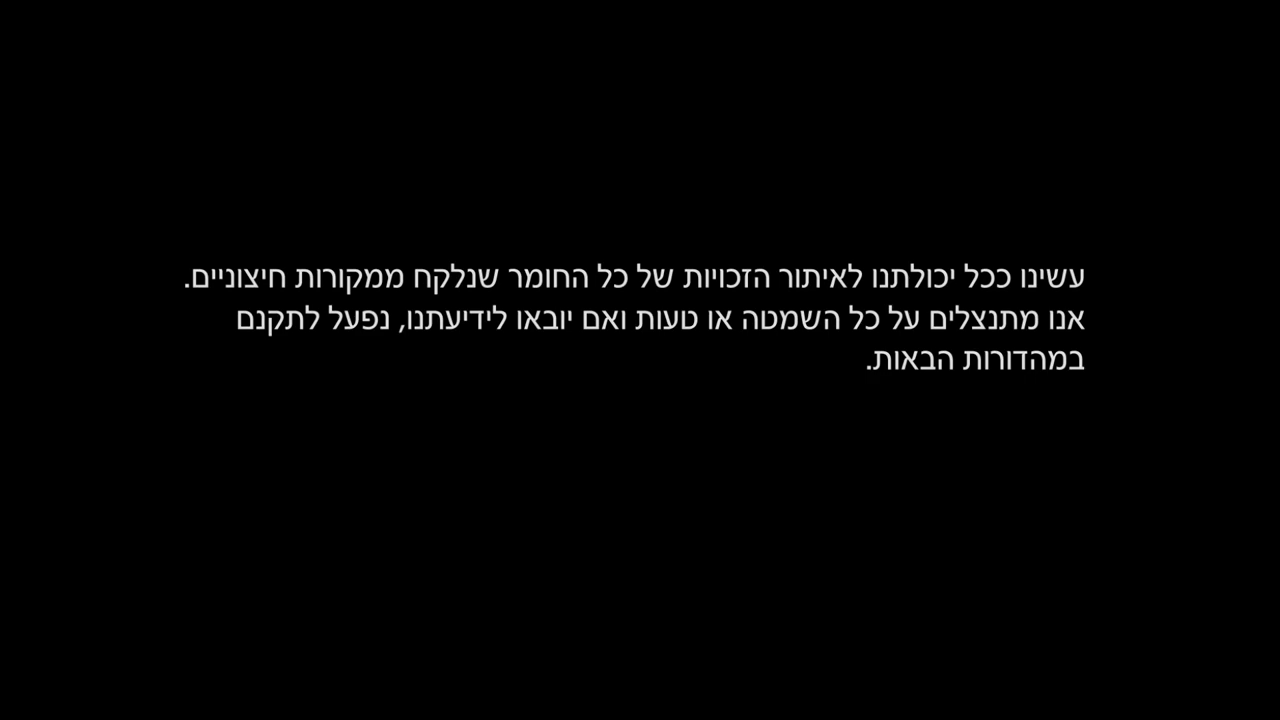 עשינו ככל יכולתנו לאיתור הזכויות של כל החומר שנלקח ממקורות חיצוניים.
אנו מתנצלים על כל השמטה או טעות ואם יובאו לידיעתנו, נפעל לתקנם
במהדורות הבאות.